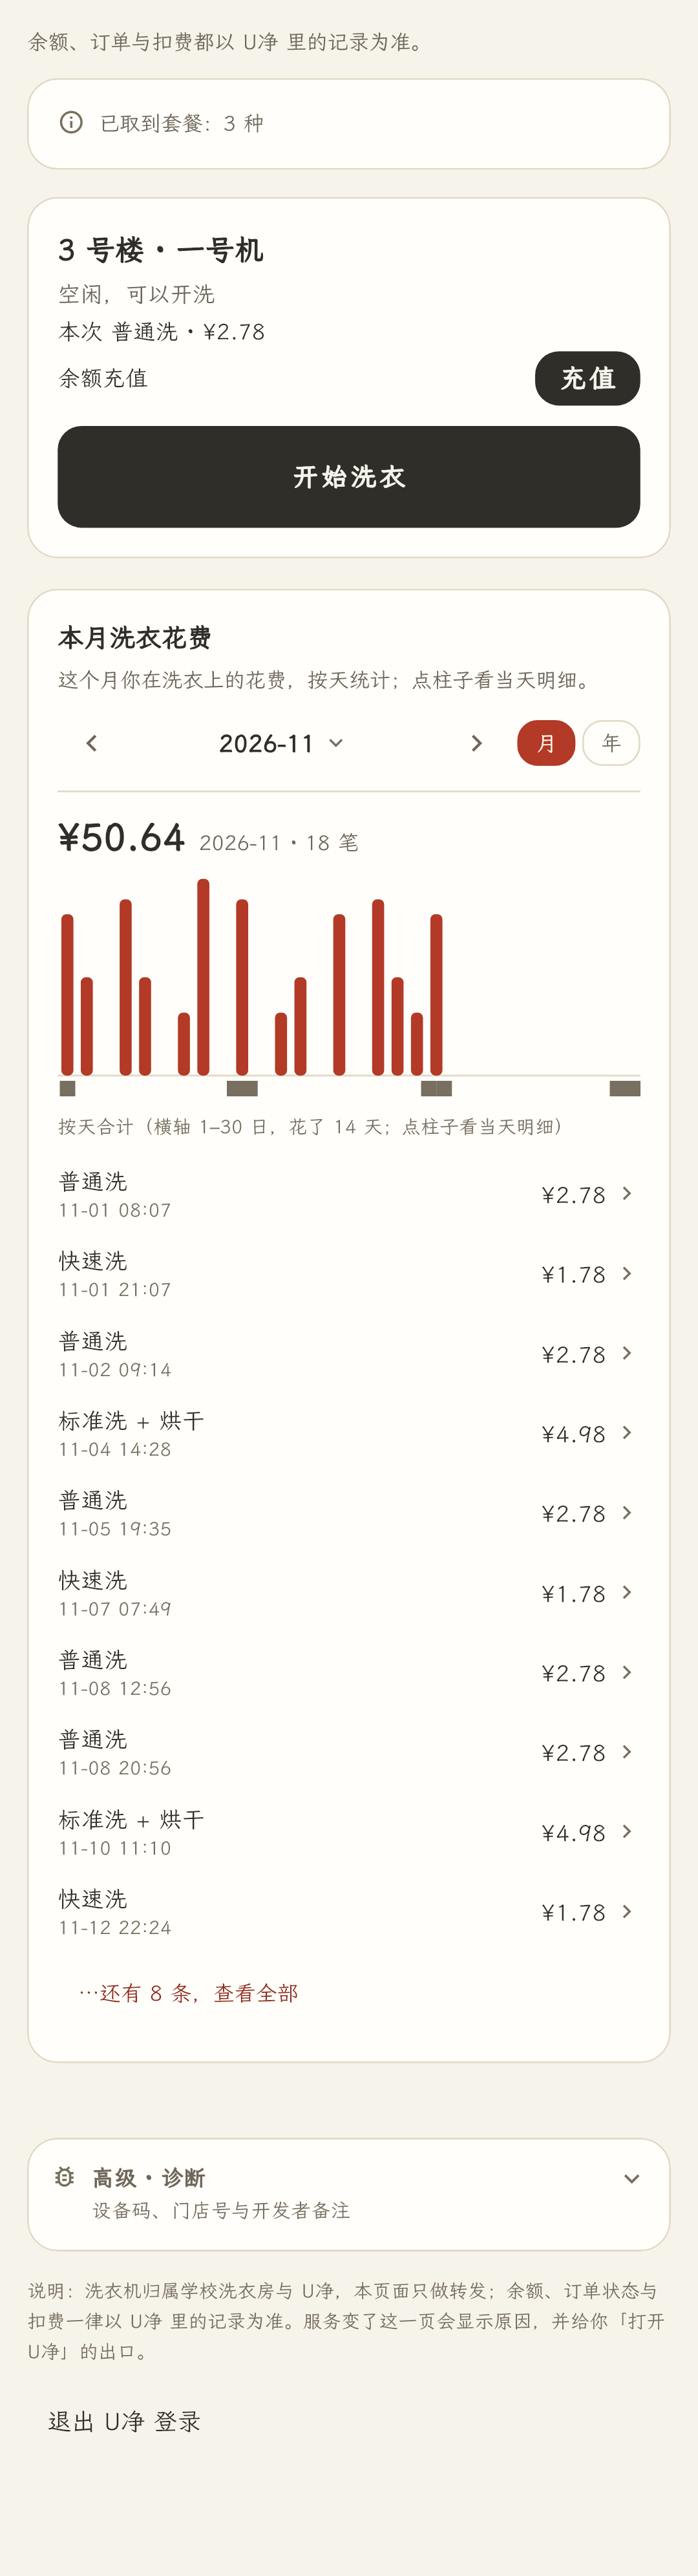 余额、订单与扣费都以 U净 里的记录为准。
已取到套餐：3 种
3 号楼・一号机
空闲，可以开洗
本次 普通洗・¥2.78
余额充值
充值
开始洗衣
本月洗衣花费
这个月你在洗衣上的花费，按天统计；点柱子看当天明细。
2026-11
月
年
¥50.64 2026-11・18 笔
按天合计（横轴 1–30 日，花了 14 天；点柱子看当天明细）
普通洗
11-01 08:07
¥2.78
快速洗
11-01 21:07
¥1.78
普通洗
11-02 09:14
¥2.78
标准洗 + 烘干
11-04 14:28
¥4.98
普通洗
11-05 19:35
¥2.78
快速洗
11-07 07:49
¥1.78
普通洗
11-08 12:56
¥2.78
普通洗
11-08 20:56
¥2.78
标准洗 + 烘干
11-10 11:10
¥4.98
快速洗
11-12 22:24
¥1.78
…还有 8 条，查看全部
高级・诊断
设备码、门店号与开发者备注
说明：洗衣机归属学校洗衣房与 U净，本页面只做转发；余额、订单状态与
扣费一律以 U净 里的记录为准。服务变了这一页会显示原因，并给你「打开
U净」的出口。
退出 U净 登录